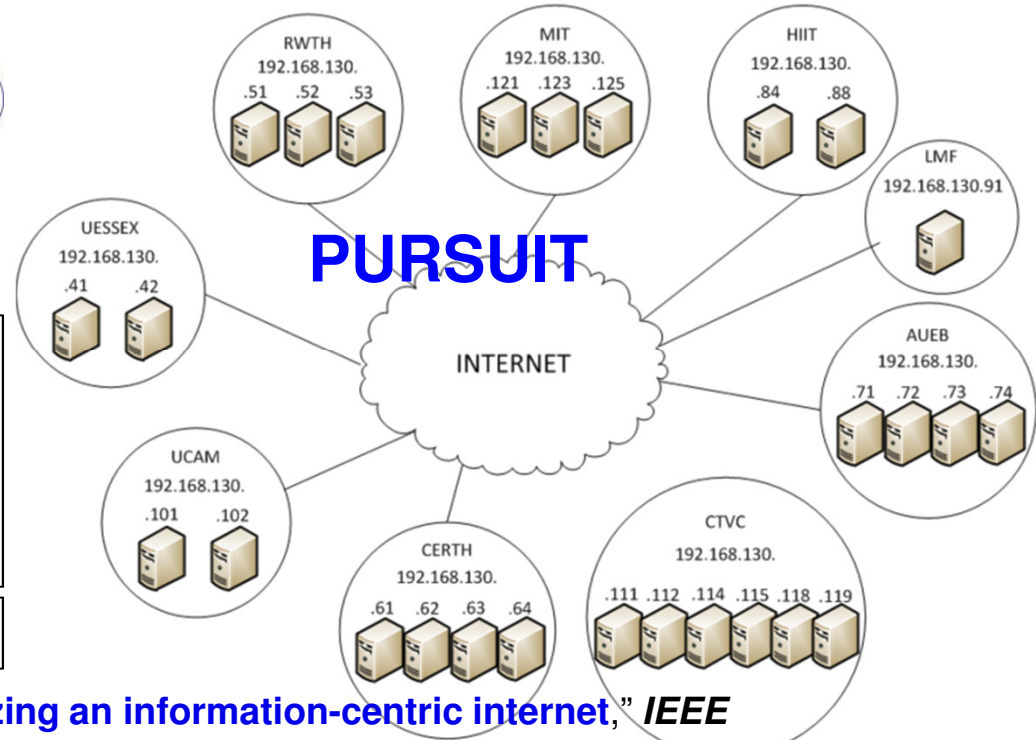 RWTH
192.168.130.
.51 .52 .53
MIT
192.168.130.
.121 .123 .125
HIIT
192.168.130.
.84 .88
LMF
192.168.130.91
UESSEX
192.168.130.
.41 .42
PURSUIT
INTERNET
AUEB
192.168.130.
.71 .72 .73 .74
UCAM
192.168.130.
.101 .102
CERTH
192.168.130.
.61 .62 .63 .64
CTVC
192.168.130.
.111 .112 .114 .115 .118 .119
zing an information-centric internet,” IEEE